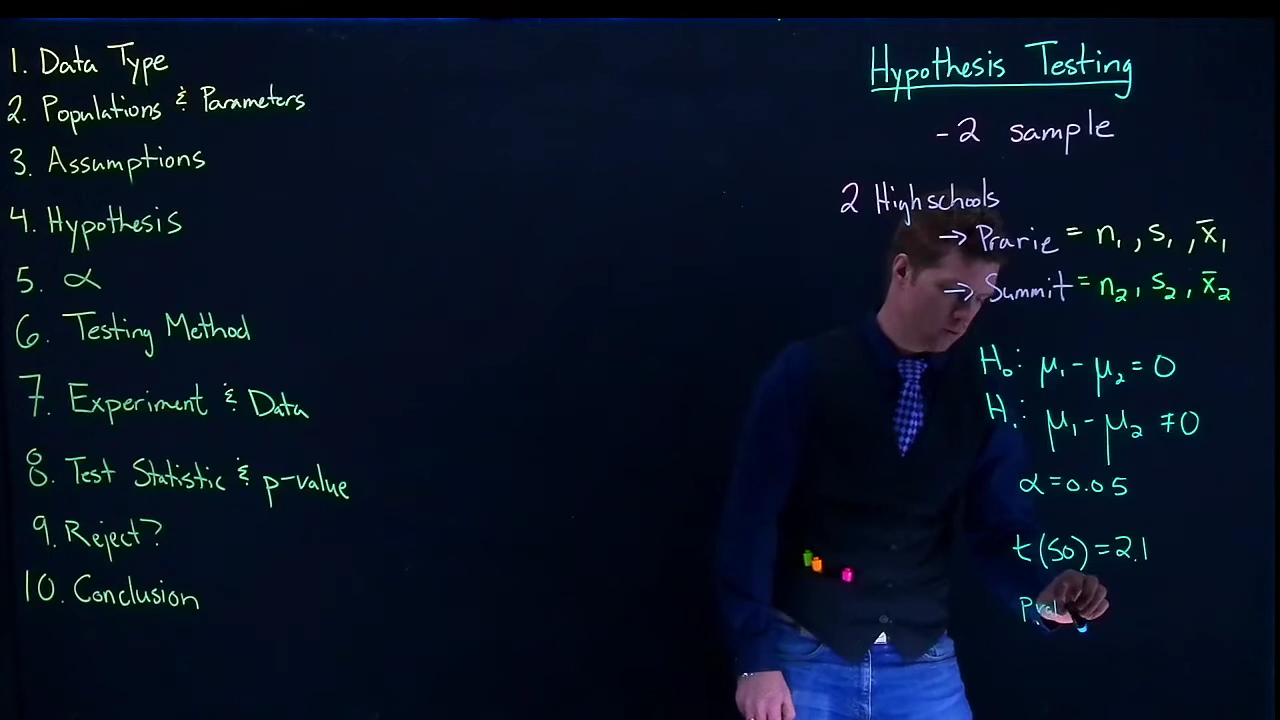 1. Data Type
2. Populations & Parameters
3. Assumptions
4. Hypothesis
5. α
6. Testing Method
7. Experiment & Data
8. Test Statistic & p-value
9. Reject?
10. Conclusion
Hypothesis Testing
- 2 sample
2 Highschools
→ Prarie = n₁, s₁, x̄₁
→ Summit = n₂, s₂, x̄₂
H₀: μ₁ - μ₂ = 0
H₁: μ₁ - μ₂ ≠ 0
α = 0.05
t(50) = 2.1